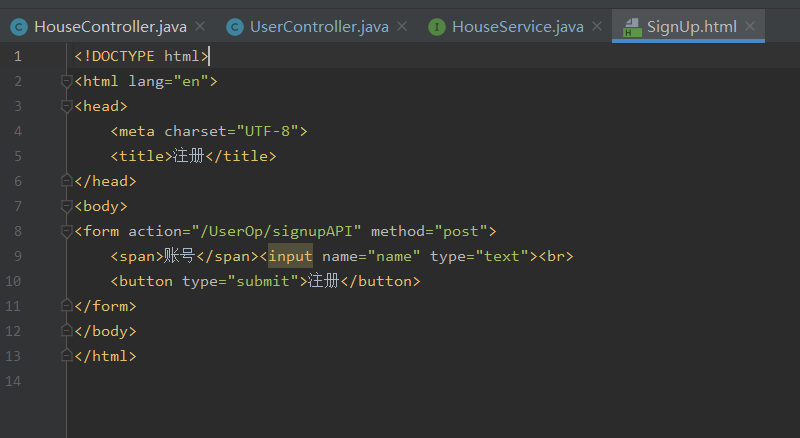 HouseController.java × UserController.java × HouseService.java × SignUp.html ×
1 <!DOCTYPE html>
2 <html lang="en">
3 <head>
4     <meta charset="UTF-8">
5     <title>注册</title>
6 </head>
7 <body>
8 <form action="/UserOp/signupAPI" method="post">
9     <span>账号</span><input name="name" type="text"><br>
10     <button type="submit">注册</button>
11 </form>
12 </body>
13 </html>
14